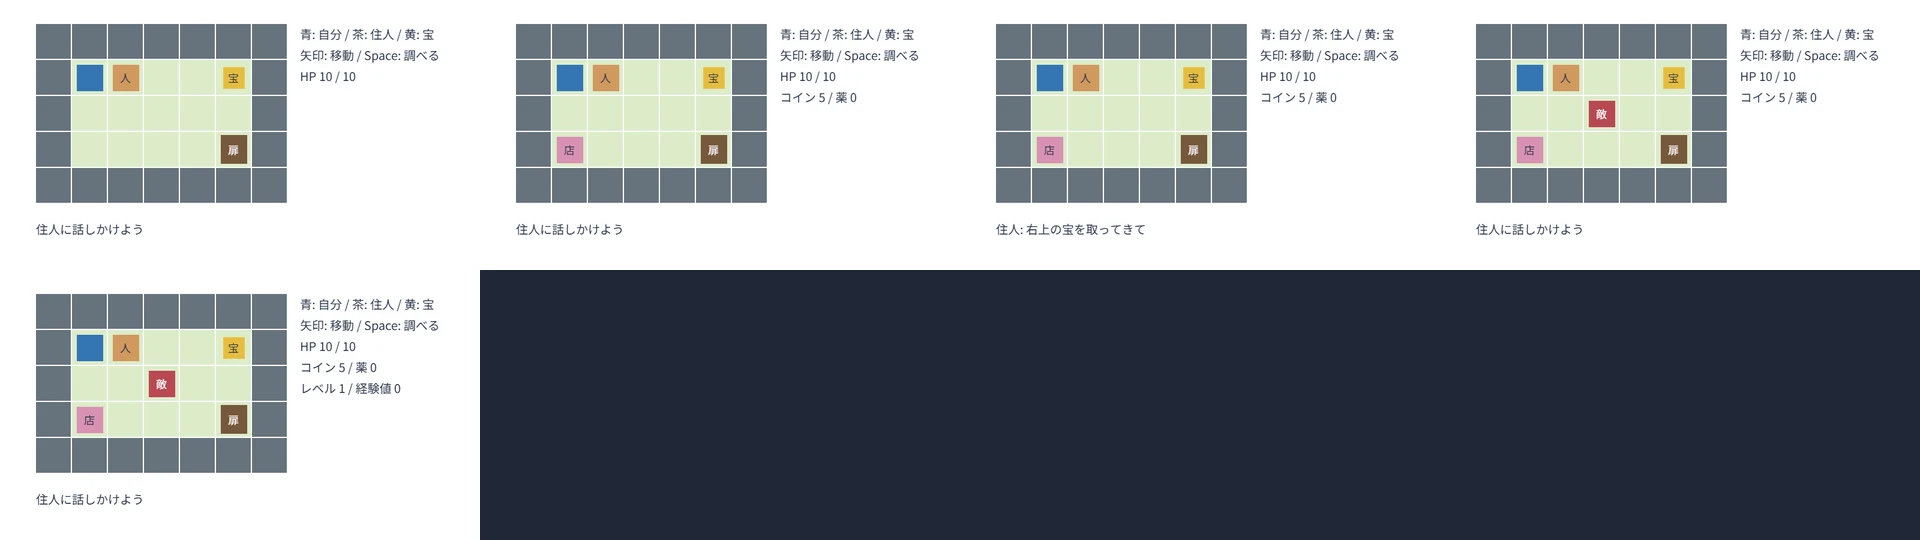 青: 自分 / 茶: 住人 / 黄: 宝
矢印: 移動 / Space: 調べる
HP 10 / 10
人
宝
扉
住人に話しかけよう
青: 自分 / 茶: 住人 / 黄: 宝
矢印: 移動 / Space: 調べる
HP 10 / 10
コイン 5 / 薬 0
人
宝
店
扉
住人に話しかけよう
青: 自分 / 茶: 住人 / 黄: 宝
矢印: 移動 / Space: 調べる
HP 10 / 10
コイン 5 / 薬 0
人
宝
店
扉
住人: 右上の宝を取ってきて
青: 自分 / 茶: 住人 / 黄: 宝
矢印: 移動 / Space: 調べる
HP 10 / 10
コイン 5 / 薬 0
人
宝
敵
店
扉
住人に話しかけよう
青: 自分 / 茶: 住人 / 黄: 宝
矢印: 移動 / Space: 調べる
HP 10 / 10
コイン 5 / 薬 0
レベル 1 / 経験値 0
人
宝
敵
店
扉
住人に話しかけよう